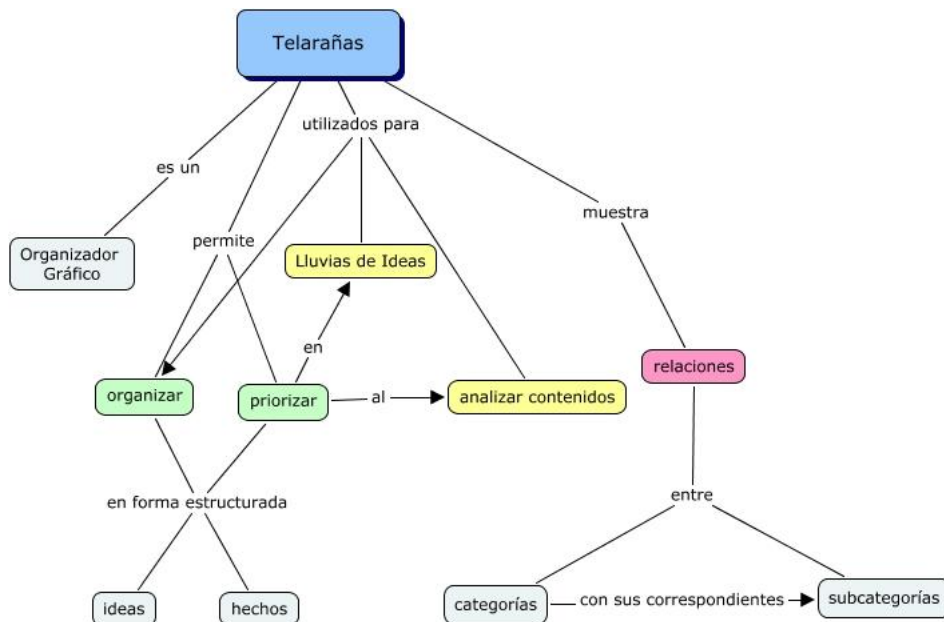 Telarañas
utilizados para
es un
muestra
permite
Organizador
Gráfico
Lluvias de Ideas
en
relaciones
organizar
priorizar
al
analizar contenidos
en forma estructurada
entre
ideas
hechos
categorías
con sus correspondientes
subcategorías